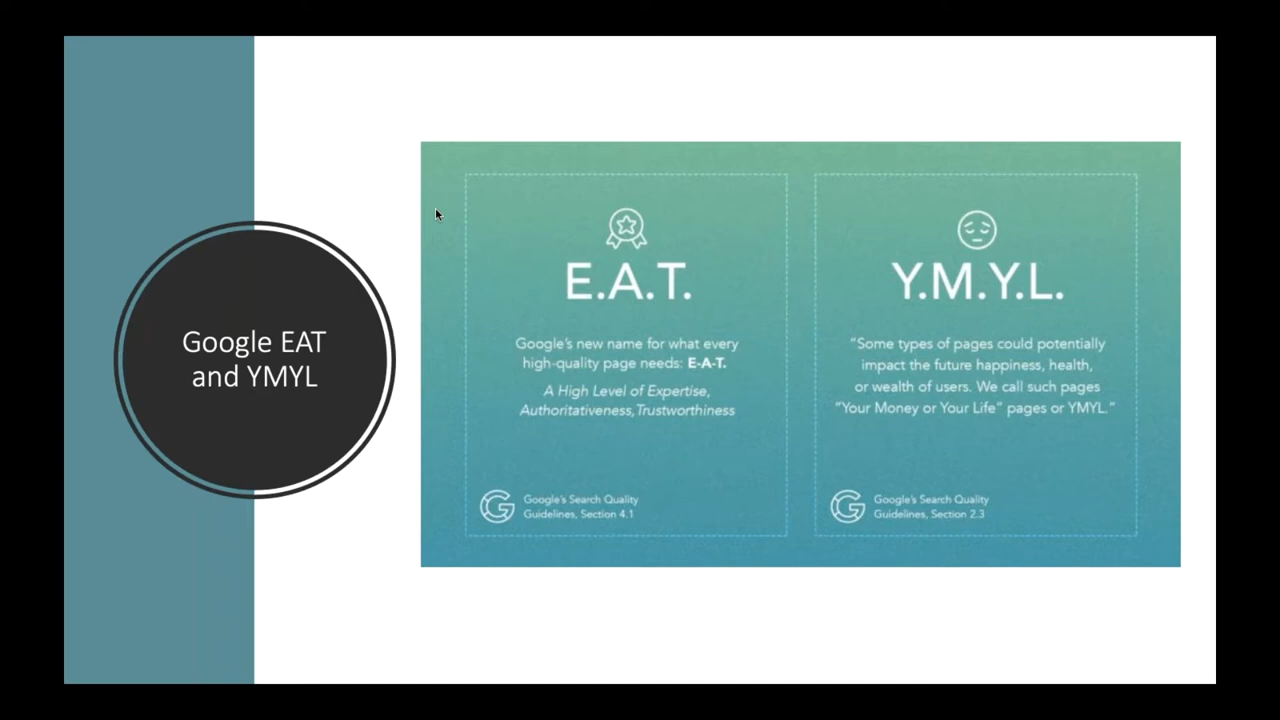 Google EAT
and YMYL
E.A.T.
Google's new name for what every
high-quality page needs: E-A-T.
A High Level of Expertise,
Authoritativeness,Trustworthiness
Google's Search Quality
Guidelines, Section 4.1
Y.M.Y.L.
"Some types of pages could potentially
impact the future happiness, health,
or wealth of users. We call such pages
"Your Money or Your Life" pages or YMYL."
Google's Search Quality
Guidelines, Section 2.3